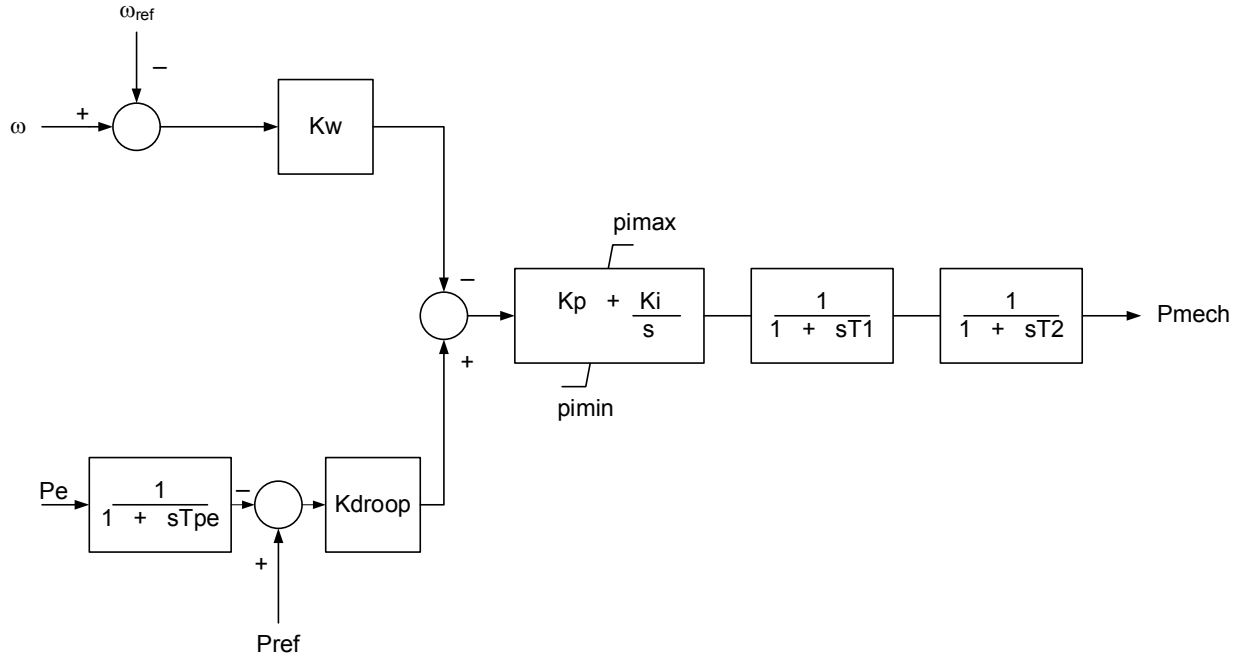 ωref
−
+
ω
Kw
pimax
−
Kp + Ki
s
1
1 + sT1
1
1 + sT2
Pmech
+
pimin
Pe
1
1 + sTpe
−
Kdroop
+
Pref